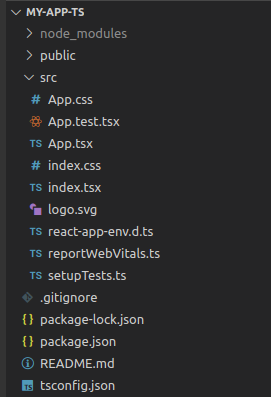 MY-APP-TS
node_modules
public
src
# App.css
App.test.tsx
TS App.tsx
# index.css
TS index.tsx
logo.svg
TS react-app-env.d.ts
TS reportWebVitals.ts
TS setupTests.ts
.gitignore
{} package-lock.json
{} package.json
README.md
TS tsconfig.json